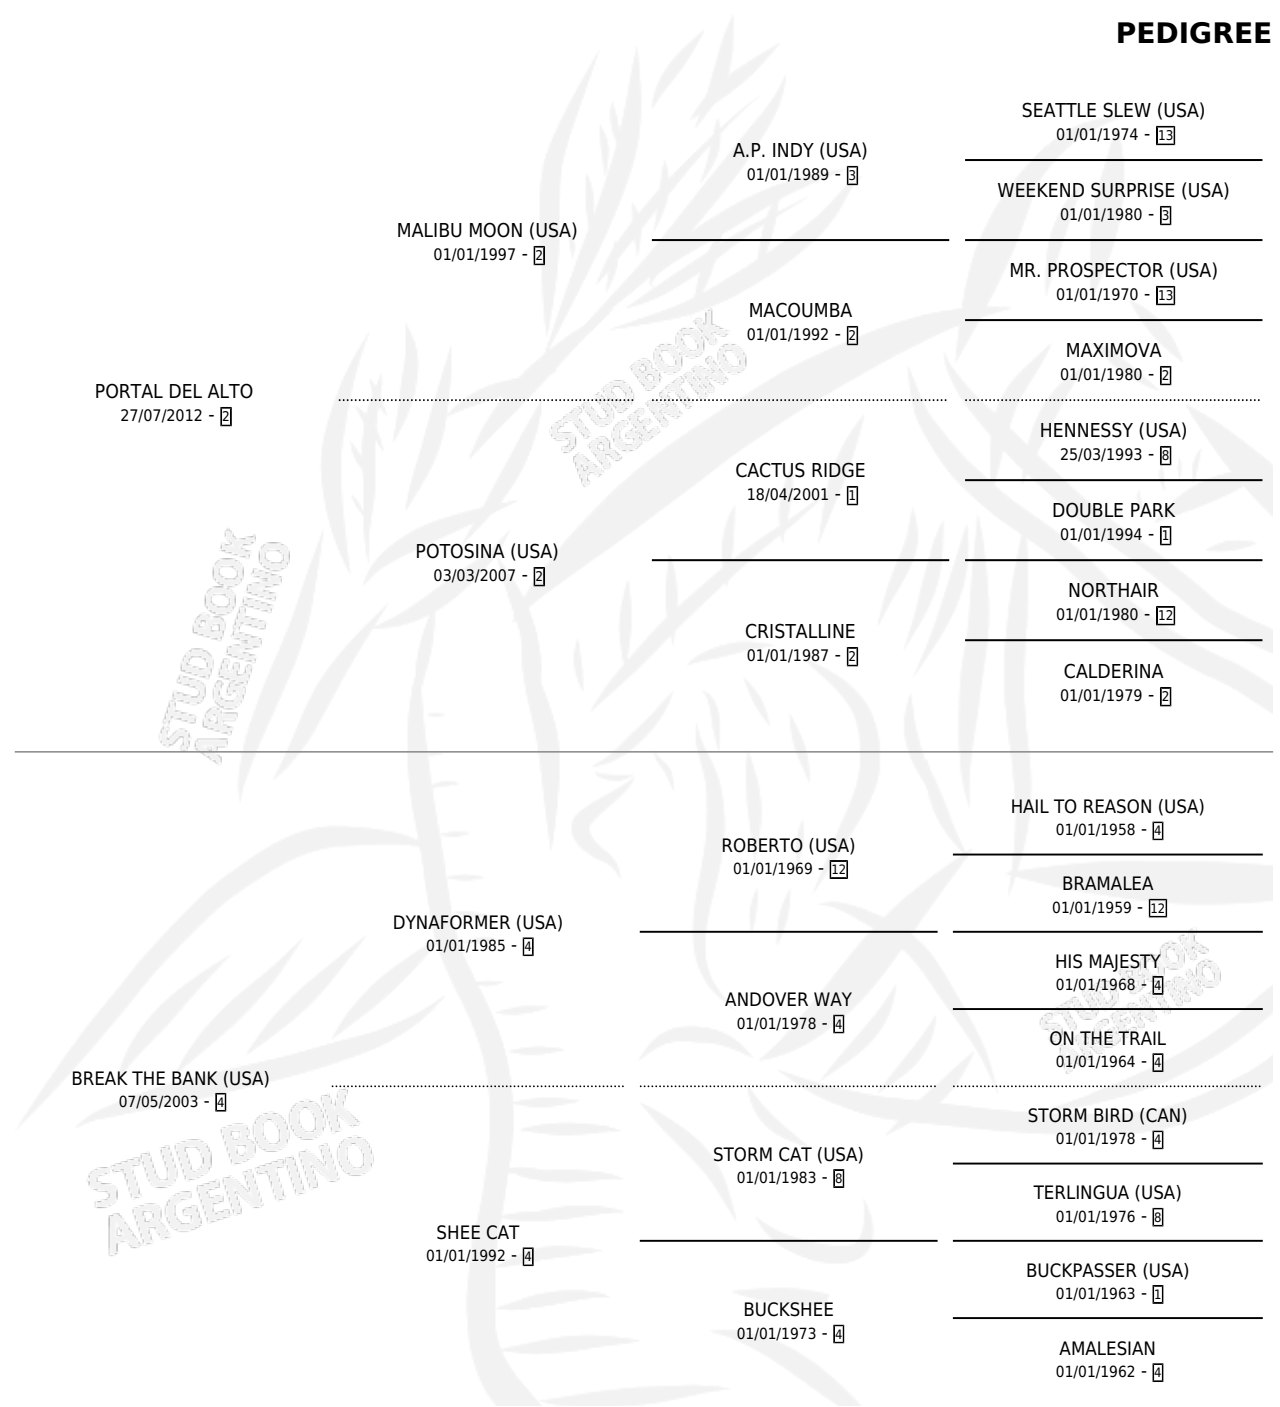 PEDIGREE
SEATTLE SLEW (USA)
01/01/1974 - 13
A.P. INDY (USA)
01/01/1989 - 3
WEEKEND SURPRISE (USA)
01/01/1980 - 3
MALIBU MOON (USA)
01/01/1997 - 2
MR. PROSPECTOR (USA)
01/01/1970 - 13
MACOUMBA
01/01/1992 - 2
MAXIMOVA
01/01/1980 - 2
PORTAL DEL ALTO
27/07/2012 - 2
HENNESSY (USA)
25/03/1993 - 8
CACTUS RIDGE
18/04/2001 - 1
DOUBLE PARK
01/01/1994 - 1
POTOSINA (USA)
03/03/2007 - 2
NORTHAIR
01/01/1980 - 12
CRISTALLINE
01/01/1987 - 2
CALDERINA
01/01/1979 - 2
STUD BOOK
ARGENTINO
STUD BOOK
ARGENTINO
HAIL TO REASON (USA)
01/01/1958 - 4
ROBERTO (USA)
01/01/1969 - 12
BRAMALEA
01/01/1959 - 12
DYNAFORMER (USA)
01/01/1985 - 4
HIS MAJESTY
01/01/1968 - 4
ANDOVER WAY
01/01/1978 - 4
ON THE TRAIL
01/01/1964 - 4
BREAK THE BANK (USA)
07/05/2003 - 4
STORM BIRD (CAN)
01/01/1978 - 4
STORM CAT (USA)
01/01/1983 - 8
TERLINGUA (USA)
01/01/1976 - 8
SHEE CAT
01/01/1992 - 4
BUCKPASSER (USA)
01/01/1963 - 1
BUCKSHEE
01/01/1973 - 4
AMALESIAN
01/01/1962 - 4
STUD BOOK
ARGENTINO
STUD BOOK
ARGENTINO